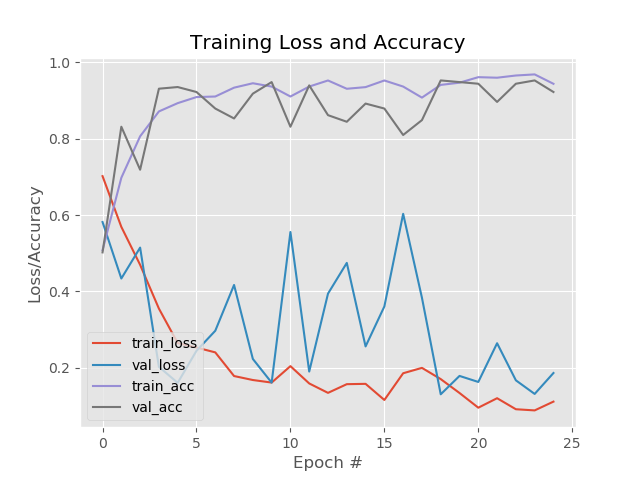 Training Loss and Accuracy
1.0
0.8
0.6
0.4
0.2
Loss/Accuracy
train_loss
val_loss
train_acc
val_acc
0 5 10 15 20 25
Epoch #